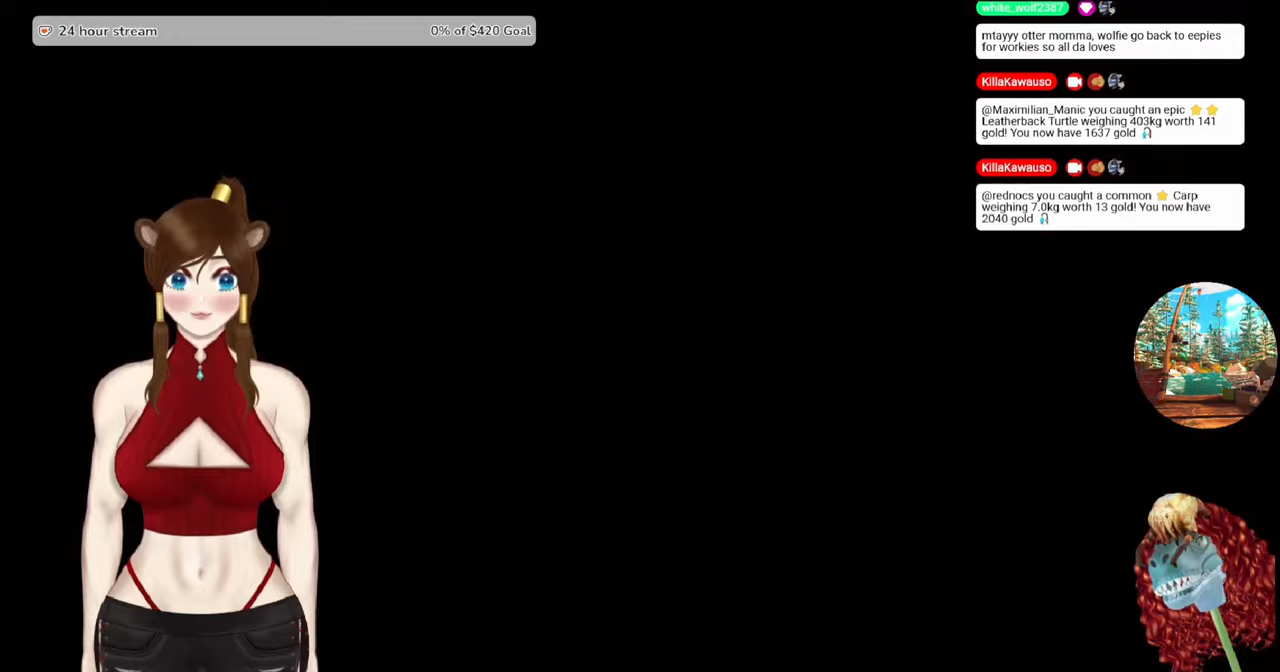 24 hour stream
0% of $420 Goal
white_wolf2387
mtayyy otter momma, wolfie go back to eepies
for workies so all da loves
KillaKawauso
@Maximilian_Manic you caught an epic ⭐ ⭐
Leatherback Turtle weighing 403kg worth 141
gold! You now have 1637 gold 🎣
KillaKawauso
@rednocs you caught a common ⭐ Carp
weighing 7.0kg worth 13 gold! You now have
2040 gold 🎣